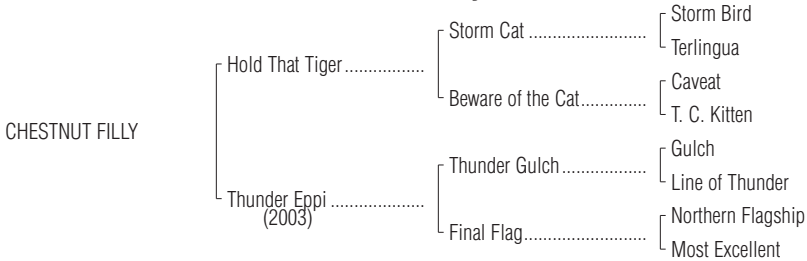 Storm Bird
Storm Cat ........................
Terlingua
Hold That Tiger .................
Caveat
Beware of the Cat..............
T. C. Kitten
CHESTNUT FILLY
Gulch
Thunder Gulch ..................
Line of Thunder
Thunder Eppi ....................
(2003)
Northern Flagship
Final Flag..........................
Most Excellent